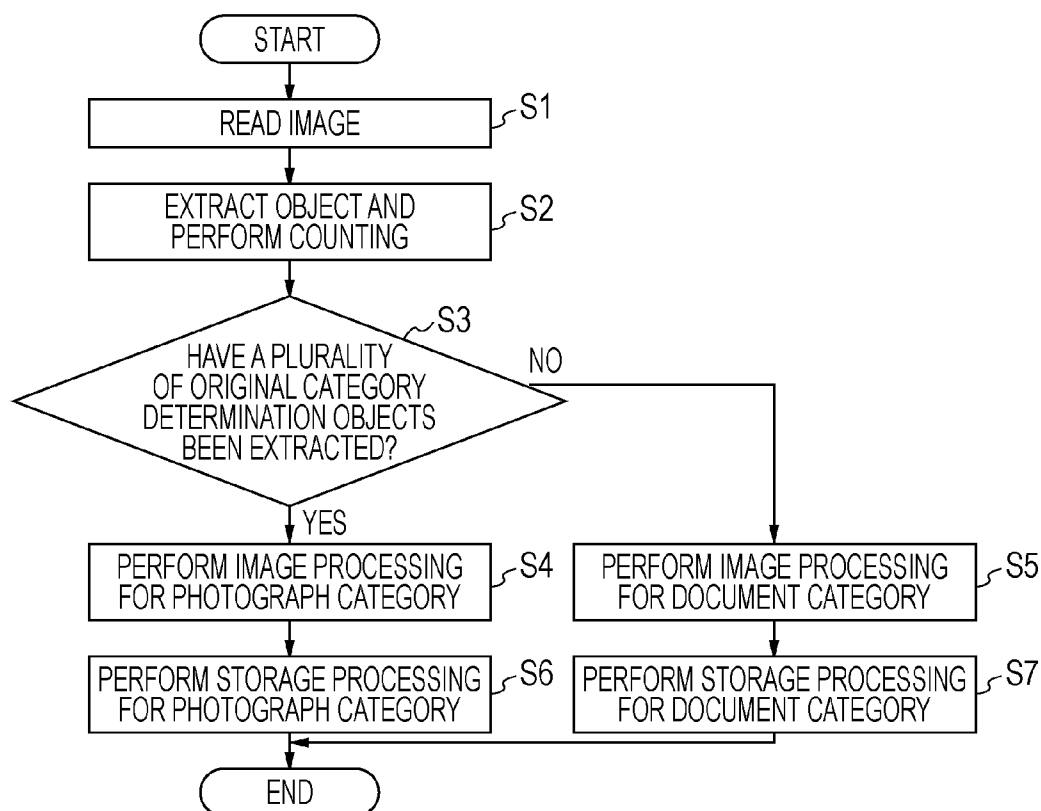 START
READ IMAGE
S1
EXTRACT OBJECT AND
PERFORM COUNTING
S2
S3
HAVE A PLURALITY
OF ORIGINAL CATEGORY
DETERMINATION OBJECTS
BEEN EXTRACTED?
NO
YES
PERFORM IMAGE PROCESSING
FOR PHOTOGRAPH CATEGORY
S4
PERFORM IMAGE PROCESSING
FOR DOCUMENT CATEGORY
S5
PERFORM STORAGE PROCESSING
FOR PHOTOGRAPH CATEGORY
S6
PERFORM STORAGE PROCESSING
FOR DOCUMENT CATEGORY
S7
END